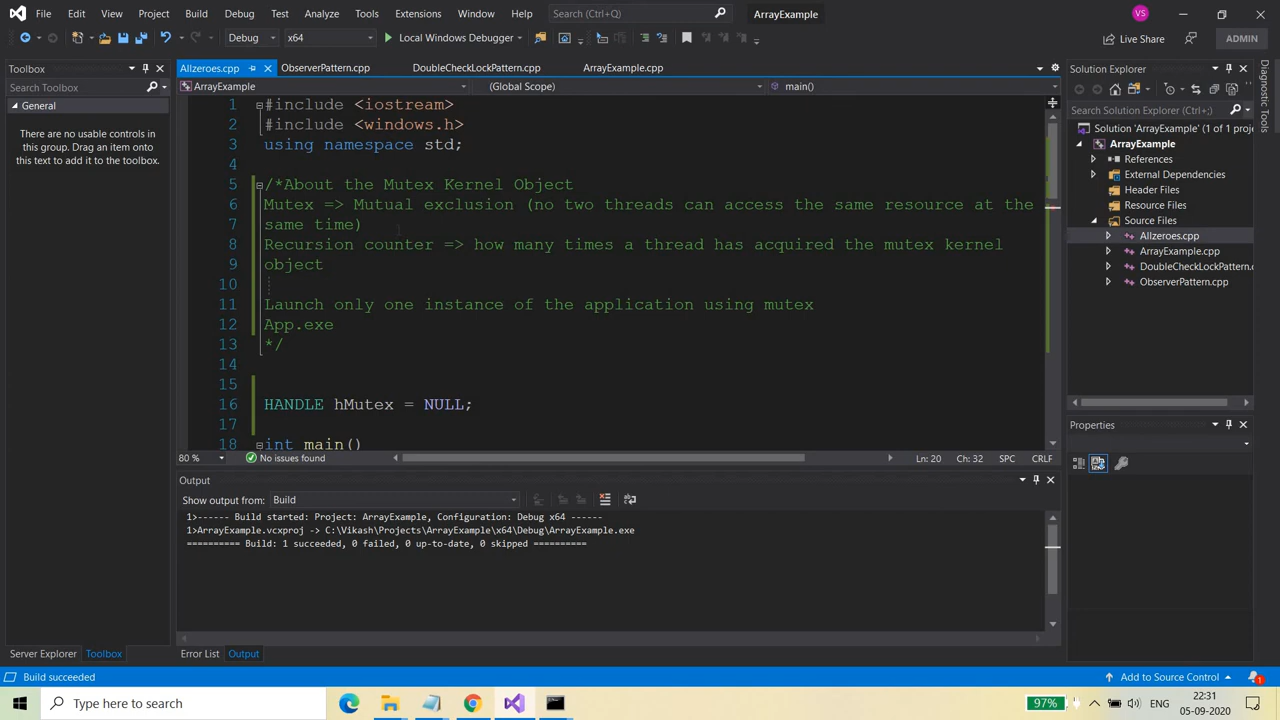 File Edit View Project Build Debug Test Analyze Tools Extensions Window Help Search (Ctrl+Q) ArrayExample VS
Debug x64 Local Windows Debugger Live Share ADMIN
Toolbox
Search Toolbox
General
There are no usable controls in
this group. Drag an item onto
this text to add it to the toolbox.
Server Explorer Toolbox
Allzeroes.cpp ObserverPattern.cpp DoubleCheckLockPattern.cpp ArrayExample.cpp
ArrayExample (Global Scope) main()
1 #include <iostream>
2 #include <windows.h>
3 using namespace std;
4
5 /*About the Mutex Kernel Object
6 Mutex => Mutual exclusion (no two threads can access the same resource at the
7 same time)
8 Recursion counter => how many times a thread has acquired the mutex kernel
9 object
10
11 Launch only one instance of the application using mutex
12 App.exe
13 */
14
15
16 HANDLE hMutex = NULL;
17
18 int main()
80 % No issues found Ln: 20 Ch: 32 SPC CRLF
Output
Show output from: Build
1>------ Build started: Project: ArrayExample, Configuration: Debug x64 ------
1>ArrayExample.vcxproj -> C:\Vikash\Projects\ArrayExample\x64\Debug\ArrayExample.exe
========== Build: 1 succeeded, 0 failed, 0 up-to-date, 0 skipped ==========
Error List Output
Solution Explorer
Search Solution Explorer (Ctrl+;)
Solution 'ArrayExample' (1 of 1 proje
ArrayExample
References
External Dependencies
Header Files
Resource Files
Source Files
Allzeroes.cpp
ArrayExample.cpp
DoubleCheckLockPattern.c
ObserverPattern.cpp
Properties
Diagnostic Tools
Build succeeded Add to Source Control 1
Type here to search 97% ENG 22:31
05-09-2020